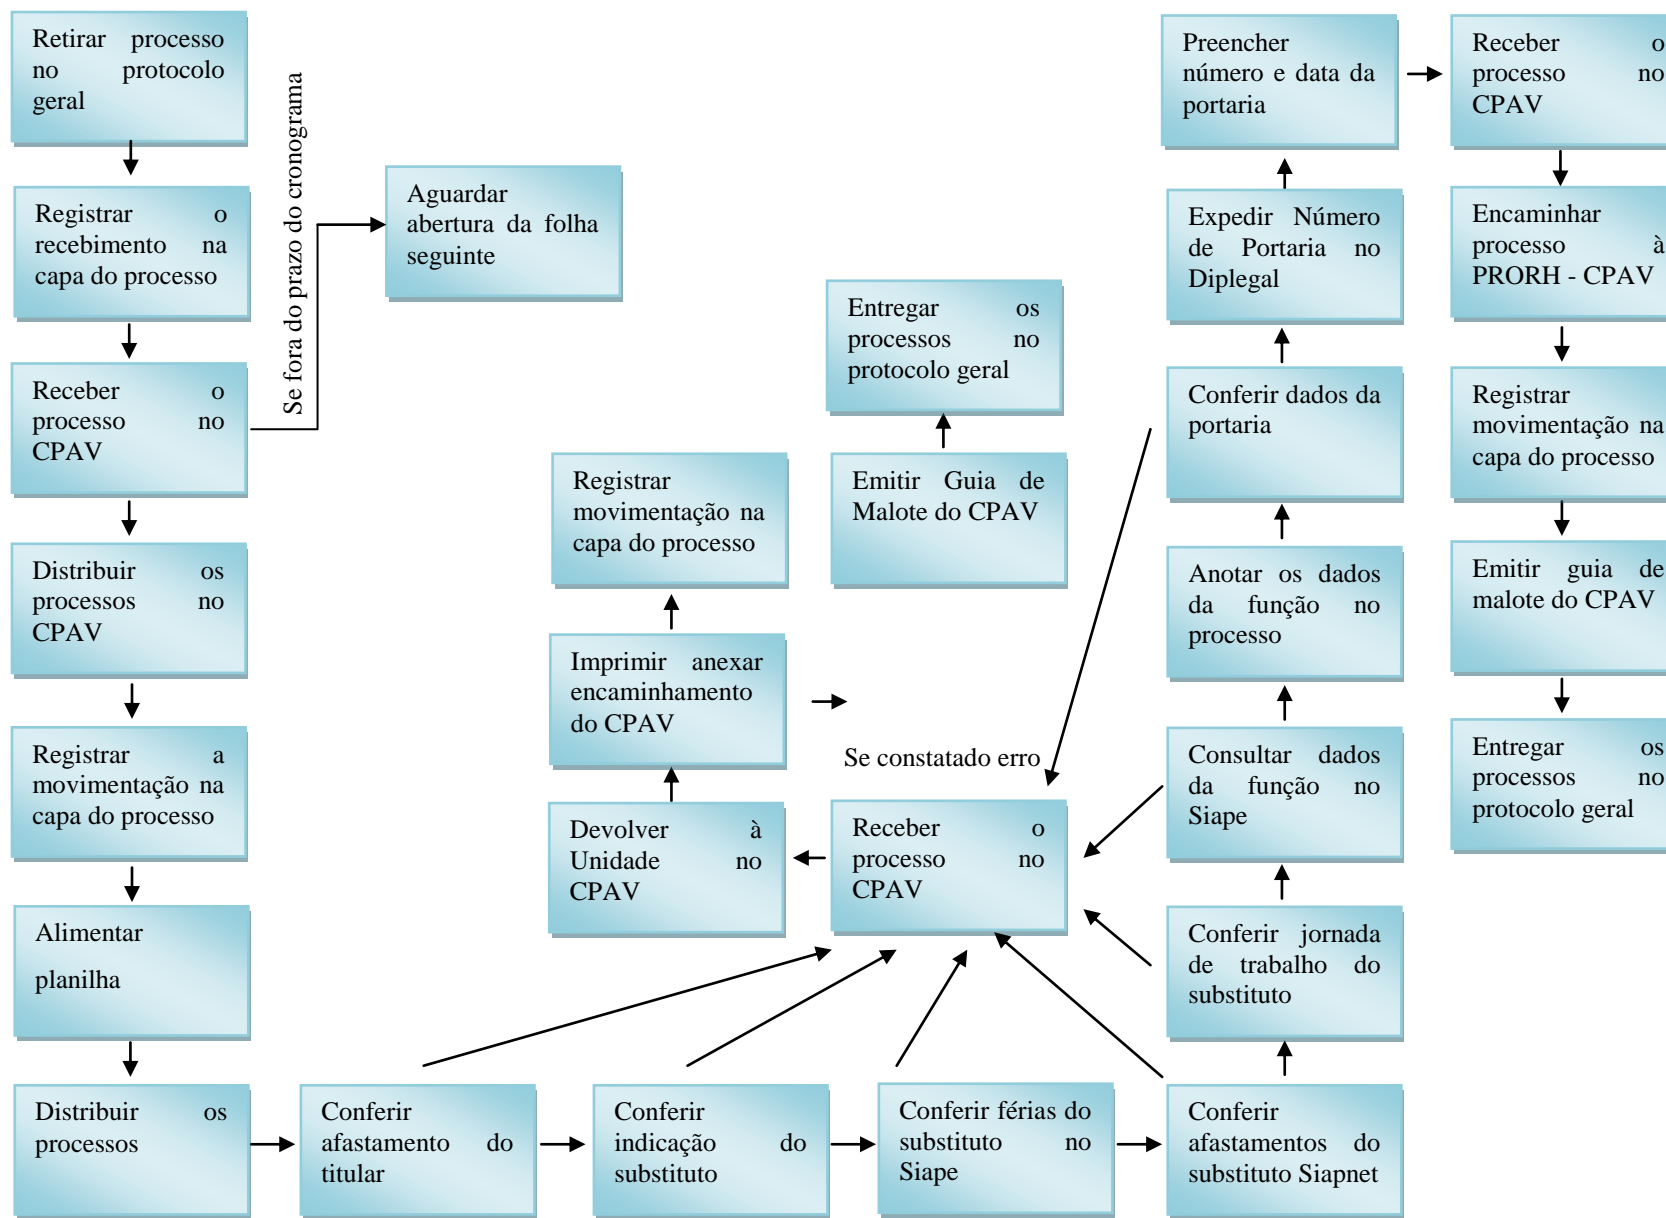 Retirar processo
no protocolo
geral
Registrar o
recebimento na
capa do processo
Receber o
processo no
CPAV
Distribuir os
processos no
CPAV
Registrar a
movimentação na
capa do processo
Alimentar
planilha
Distribuir os
processos
Se fora do prazo do cronograma
Aguardar
abertura da folha
seguinte
Conferir
afastamento do
titular
Conferir
indicação do
substituto
Conferir férias do
substituto no
Siape
Conferir
afastamentos do
substituto Siapnet
Conferir jornada
de trabalho do
substituto
Consultar dados
da função no
Siape
Anotar os dados
da função no
processo
Conferir dados da
portaria
Expedir Número
de Portaria no
Diplegal
Preencher
número e data da
portaria
Receber o
processo no
CPAV
Encaminhar
processo à
PRORH - CPAV
Registrar
movimentação na
capa do processo
Emitir guia de
malote do CPAV
Entregar os
processos no
protocolo geral
Se constatado erro
Receber o
processo no
CPAV
Devolver à
Unidade no
CPAV
Imprimir anexar
encaminhamento
do CPAV
Registrar
movimentação na
capa do processo
Emitir Guia de
Malote do CPAV
Entregar os
processos no
protocolo geral